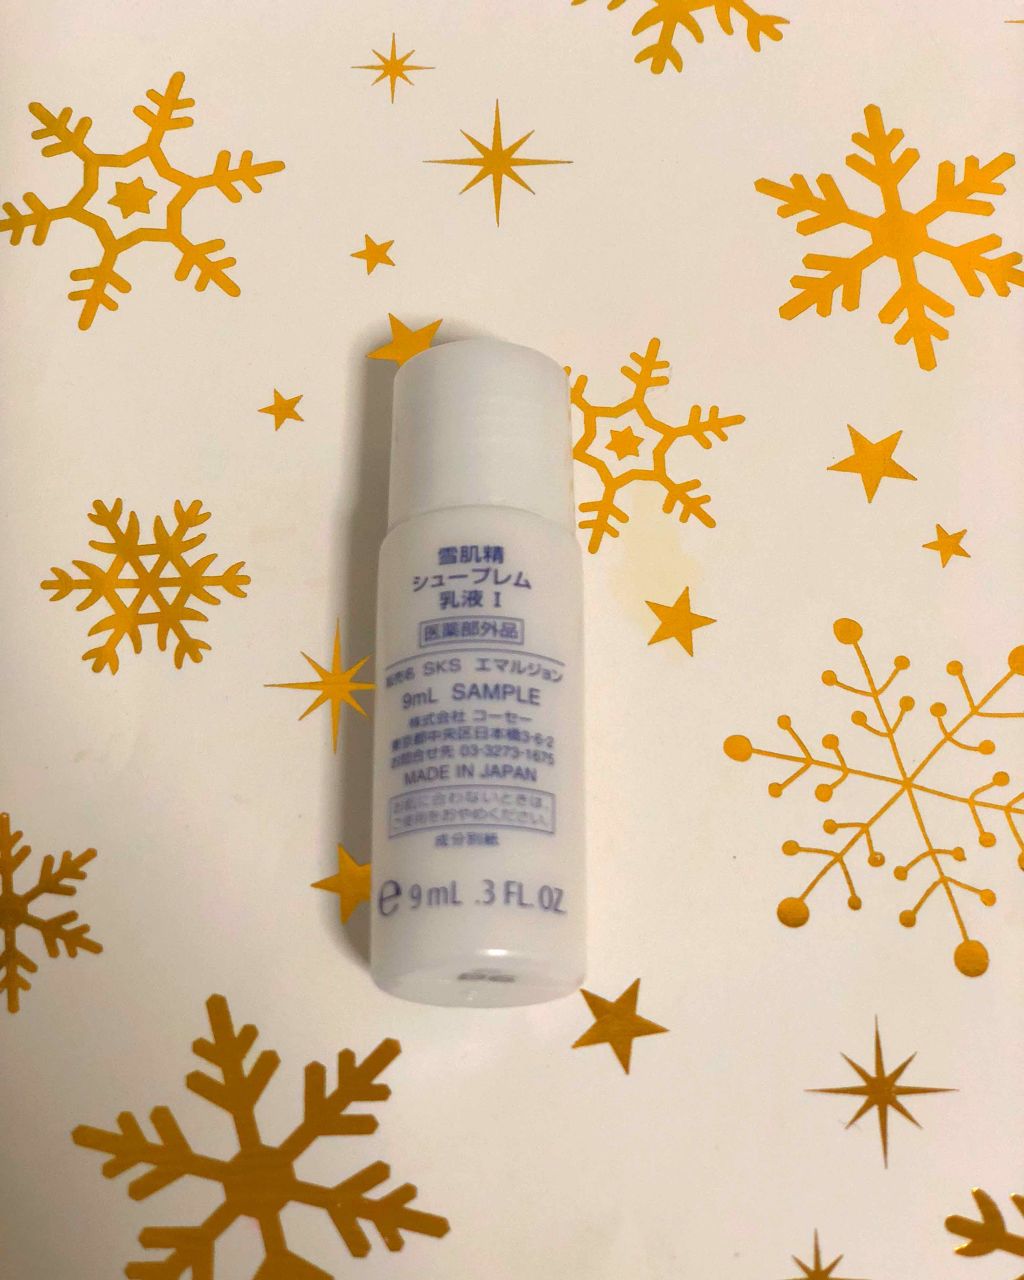 雪肌精
シュープレム
乳液 I
医薬部外品
販売名 SKS エマルジョン
9mL SAMPLE
株式会社 コーセー
東京都中央区日本橋3-6-2
お問合せ先 03-3273-1675
MADE IN JAPAN
お肌に合わないときは、
ご使用をおやめください。
成分別紙
e 9 mL .3 FL. OZ